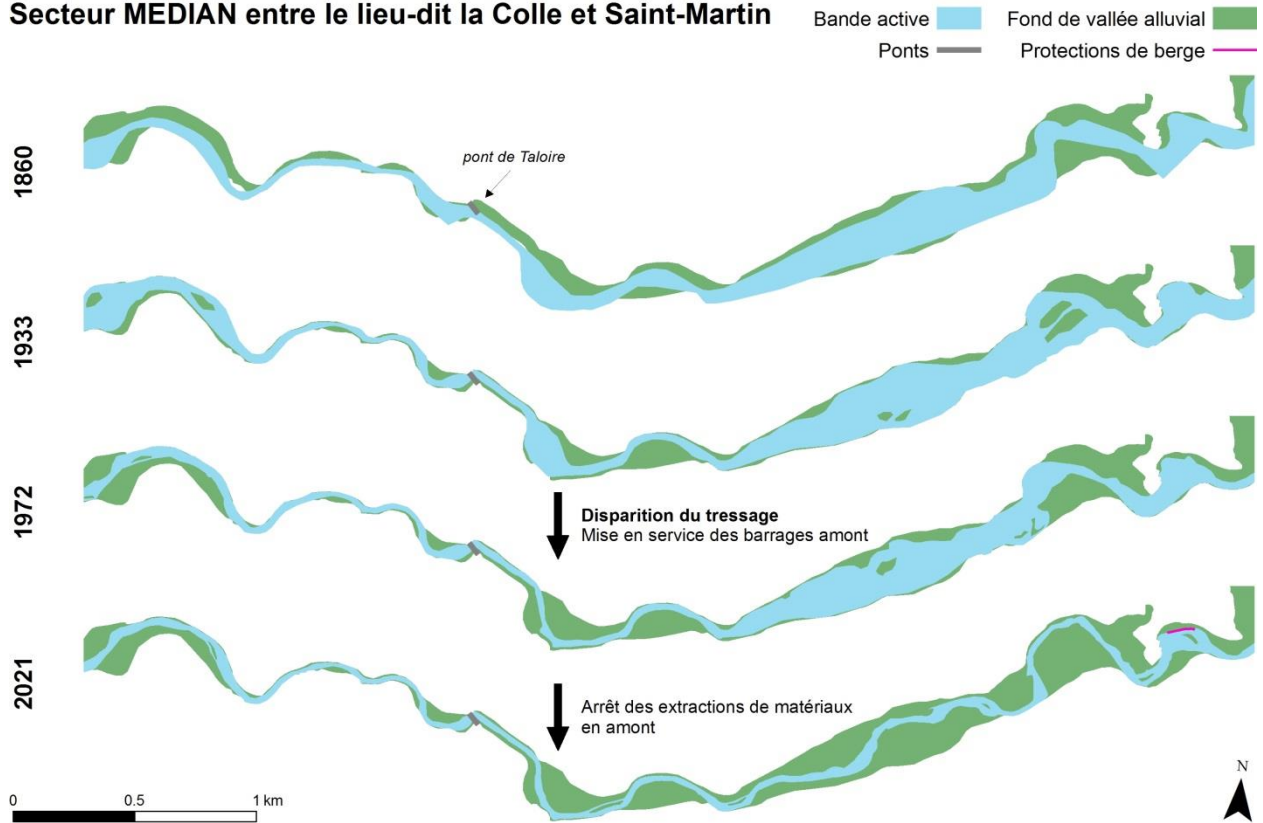 Secteur MEDIAN entre le lieu-dit la Colle et Saint-Martin
Bande active
Fond de vallée alluvial
Ponts
Protections de berge
1860
pont de Taloire
1933
1972
Disparition du tressage
Mise en service des barrages amont
2021
Arrêt des extractions de matériaux
en amont
0 0.5 1 km
N